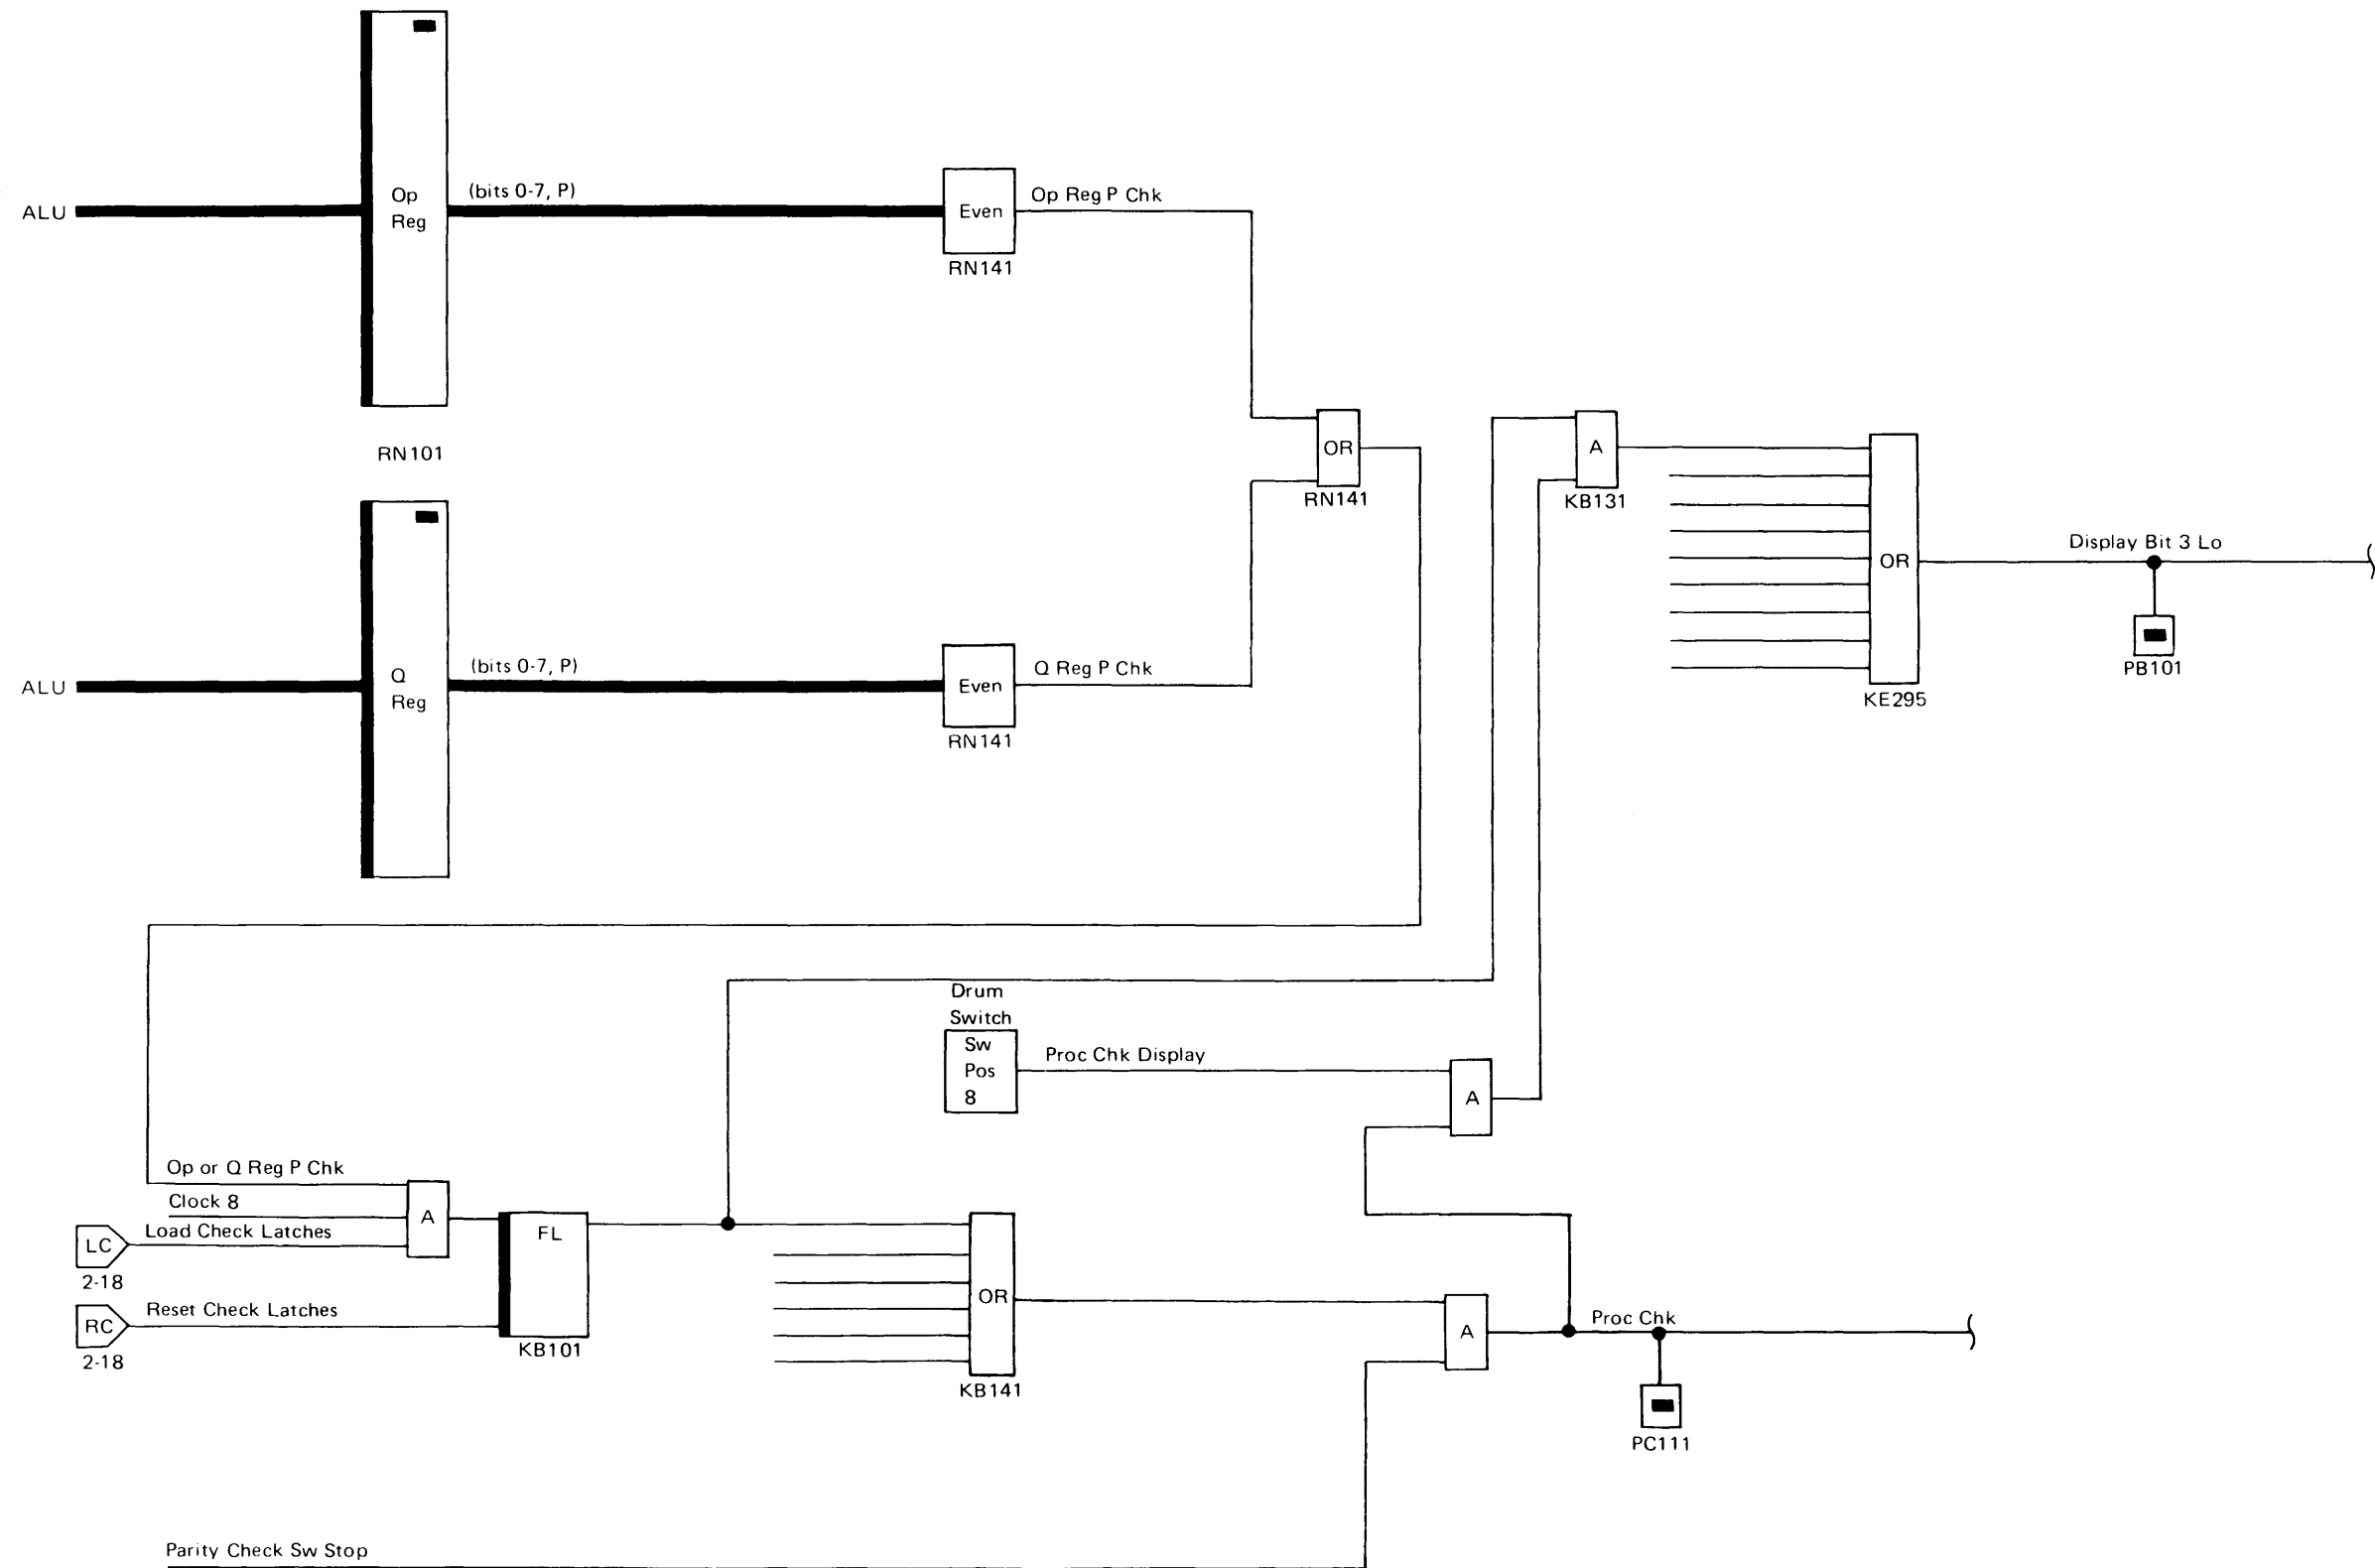 ALU
Op
Reg
(bits 0-7, P)
Even
RN141
Op Reg P Chk
RN101
OR
RN141
A
KB131
OR
KE295
Display Bit 3 Lo
PB101
ALU
Q
Reg
(bits 0-7, P)
Even
RN141
Q Reg P Chk
Drum
Switch
Sw
Pos
8
Proc Chk Display
A
Op or Q Reg P Chk
Clock 8
Load Check Latches
LC
2-18
A
FL
KB101
Reset Check Latches
RC
2-18
OR
KB141
A
Proc Chk
PC111
Parity Check Sw Stop